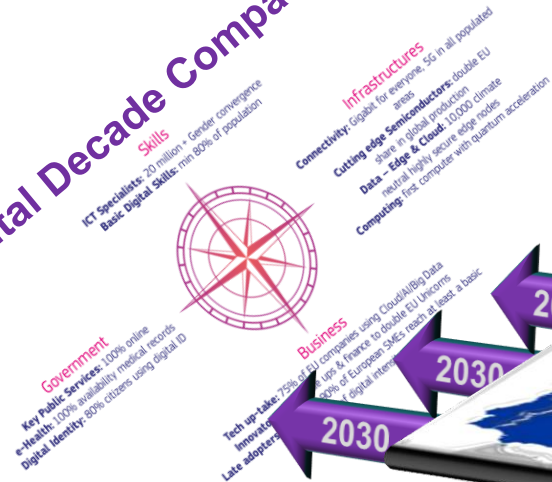 ital Decade Compa
Skills
ICT Specialists: 20 million + Gender convergence
Basic Digital Skills: min 80% of population
Infrastructures
Connectivity: Gigabit for everyone, 5G in all populated
areas
Cutting edge Semiconductors: double EU
share in global production
Data – Edge & Cloud: 10,000 climate
neutral highly secure edge nodes
Computing: first computer with quantum acceleration
Government
Key Public Services: 100% online
e-Health: 100% availability medical records
Digital Identity: 80% citizens using digital ID
Business
Tech up-take: 75% of EU companies using Cloud/AI/Big Data
Innovato ups & finance to double EU Unicorns
Late adopters 90% of European SMEs reach at least a basic
of digital inten
2030
2030
20